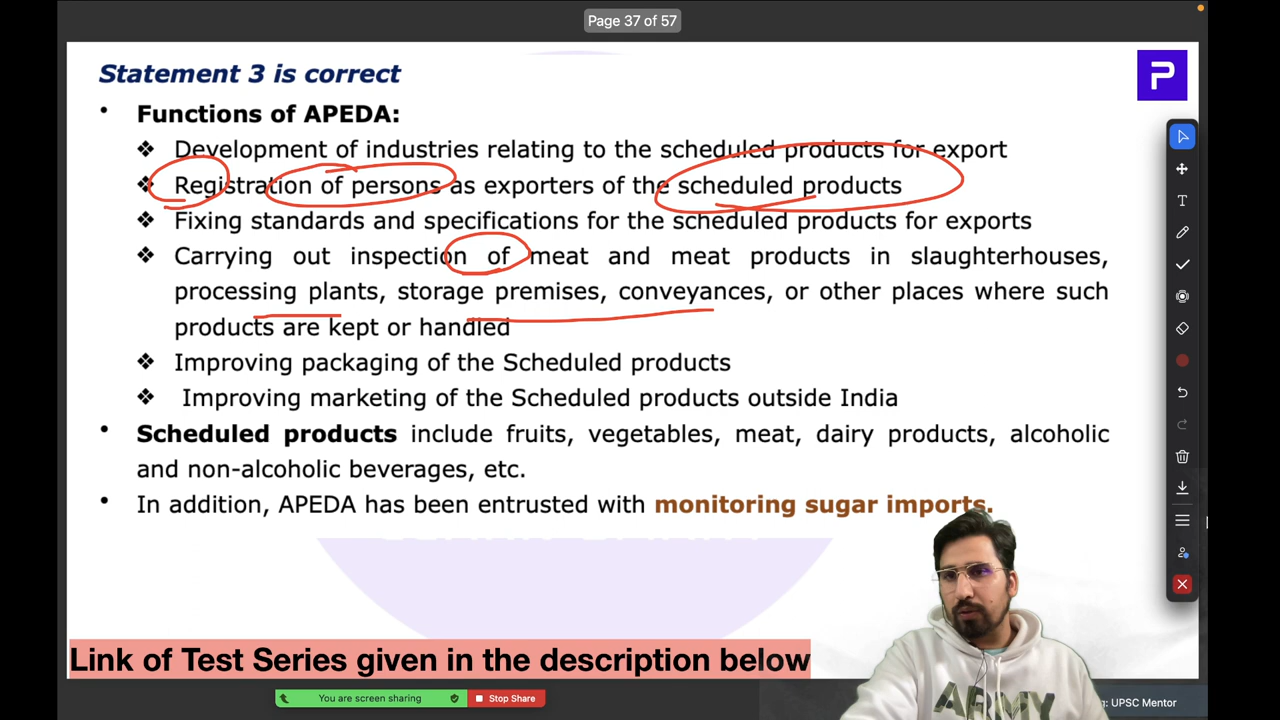 Page 37 of 57
Statement 3 is correct
• Functions of APEDA:
❖ Development of industries relating to the scheduled products for export
❖ Registration of persons as exporters of the scheduled products
❖ Fixing standards and specifications for the scheduled products for exports
❖ Carrying out inspection of meat and meat products in slaughterhouses,
processing plants, storage premises, conveyances, or other places where such
products are kept or handled
❖ Improving packaging of the Scheduled products
❖ Improving marketing of the Scheduled products outside India
• Scheduled products include fruits, vegetables, meat, dairy products, alcoholic
and non-alcoholic beverages, etc.
• In addition, APEDA has been entrusted with monitoring sugar imports.
Link of Test Series given in the description below
You are screen sharing
Stop Share
ARMY
UPSC Mentor